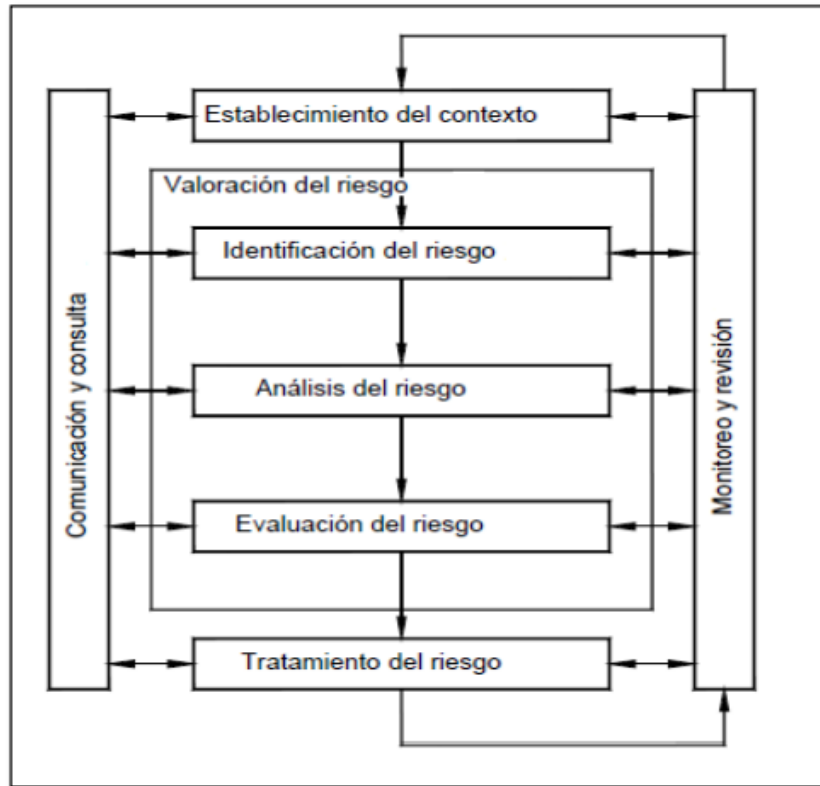 Establecimiento del contexto
Valoración del riesgo
Identificación del riesgo
Análisis del riesgo
Evaluación del riesgo
Tratamiento del riesgo
Comunicación y consulta
Monitoreo y revisión